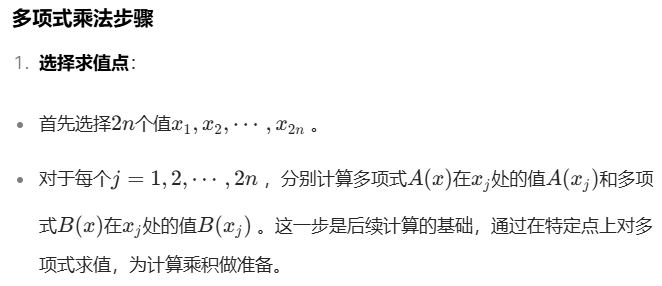 多项式乘法步骤
1. 选择求值点：
• 首先选择2n个值x₁, x₂, ⋯ , x₂ₙ 。
• 对于每个j = 1, 2, ⋯ , 2n ，分别计算多项式A(x)在xⱼ处的值A(xⱼ)和多项
式B(x)在xⱼ处的值B(xⱼ) 。这一步是后续计算的基础，通过在特定点上对多
项式求值，为计算乘积做准备。